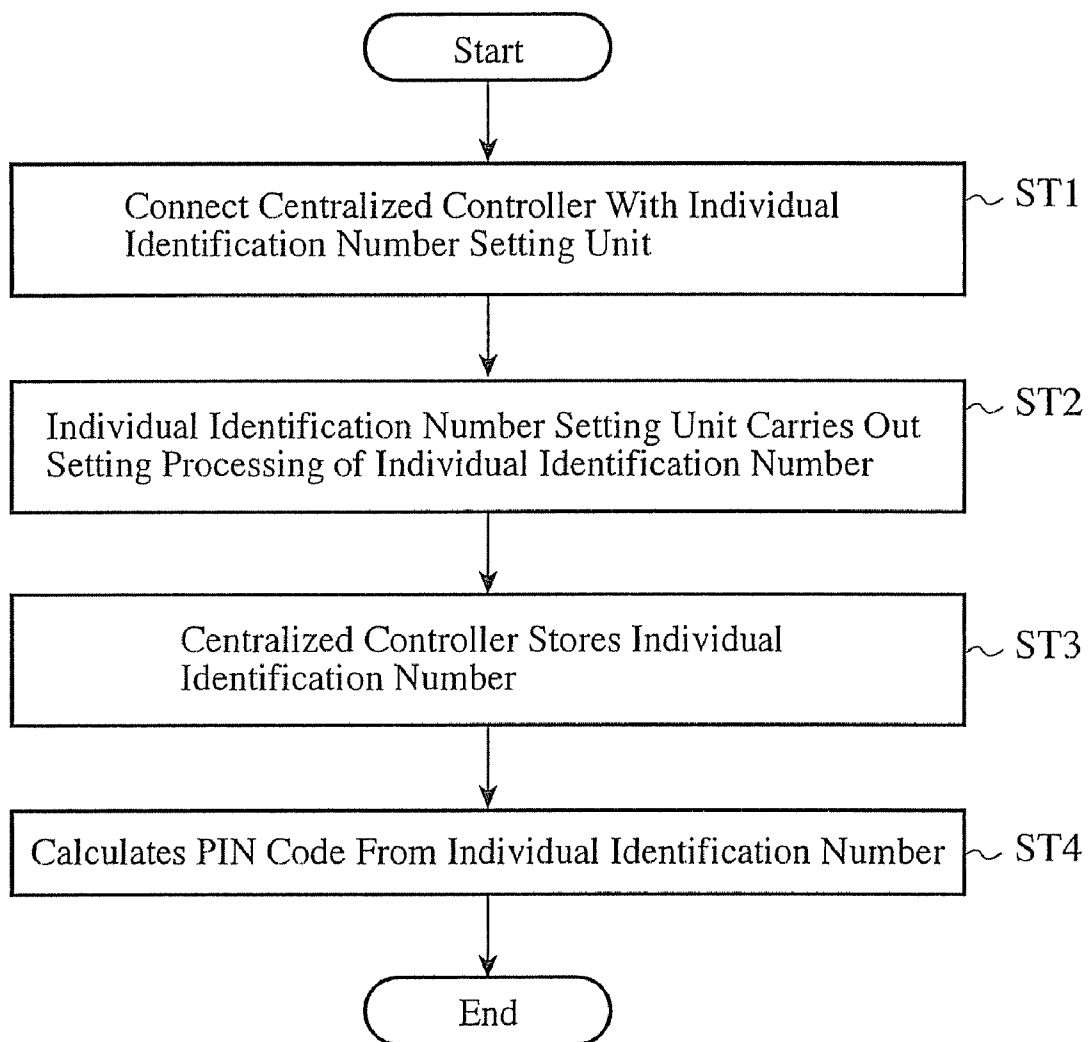 Start
Connect Centralized Controller With Individual
Identification Number Setting Unit
ST1
Individual Identification Number Setting Unit Carries Out
Setting Processing of Individual Identification Number
ST2
Centralized Controller Stores Individual
Identification Number
ST3
Calculates PIN Code From Individual Identification Number
ST4
End